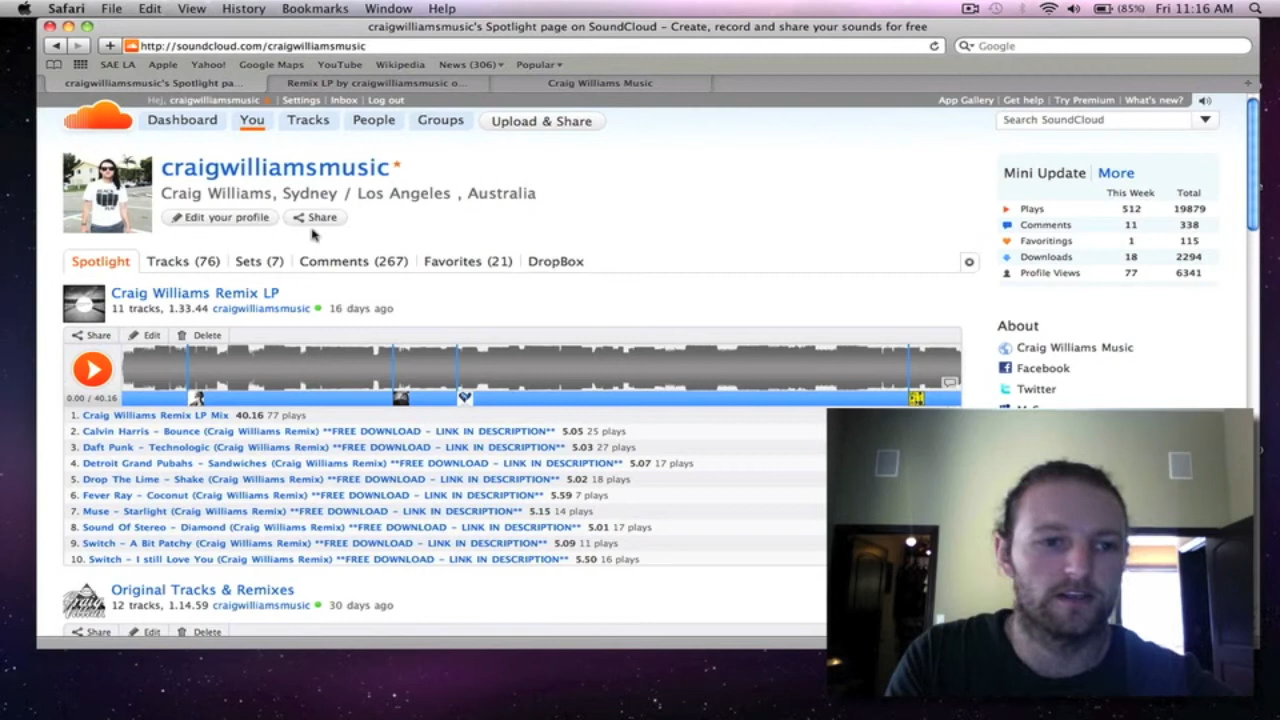 Safari File Edit View History Bookmarks Window Help (85%) Fri 11:16 AM
craigwilliamsmusic's Spotlight page on SoundCloud – Create, record and share your sounds for free
http://soundcloud.com/craigwilliamsmusic Google
SAE LA Apple Yahoo! Google Maps YouTube Wikipedia News (306) Popular
craigwilliamsmusic's Spotlight pa... Remix LP by craigwilliamsmusic o... Craig Williams Music
Hej, craigwilliamsmusic Settings Inbox Log out App Gallery Get help Try Premium What's new?
Dashboard You Tracks People Groups Upload & Share Search SoundCloud
craigwilliamsmusic*
Craig Williams, Sydney / Los Angeles , Australia
Edit your profile Share
Mini Update More
This Week Total
Plays 512 19879
Comments 11 338
Favoritings 1 115
Downloads 18 2294
Profile Views 77 6341
Spotlight Tracks (76) Sets (7) Comments (267) Favorites (21) DropBox
Craig Williams Remix LP
11 tracks, 1.33.44 craigwilliamsmusic 16 days ago
Share Edit Delete
0.00 / 40.16
1. Craig Williams Remix LP Mix 40.16 77 plays
2. Calvin Harris – Bounce (Craig Williams Remix) **FREE DOWNLOAD – LINK IN DESCRIPTION** 5.05 25 plays
3. Daft Punk – Technologic (Craig Williams Remix) **FREE DOWNLOAD – LINK IN DESCRIPTION** 5.03 27 plays
4. Detroit Grand Pubahs – Sandwiches (Craig Williams Remix) **FREE DOWNLOAD – LINK IN DESCRIPTION** 5.07 17 plays
5. Drop The Lime – Shake (Craig Williams Remix) **FREE DOWNLOAD – LINK IN DESCRIPTION** 5.02 18 plays
6. Fever Ray – Coconut (Craig Williams Remix) **FREE DOWNLOAD – LINK IN DESCRIPTION** 5.59 7 plays
7. Muse – Starlight (Craig Williams Remix) **FREE DOWNLOAD – LINK IN DESCRIPTION** 5.15 14 plays
8. Sound Of Stereo – Diamond (Craig Williams Remix) **FREE DOWNLOAD – LINK IN DESCRIPTION** 5.01 17 plays
9. Switch – A Bit Patchy (Craig Williams Remix) **FREE DOWNLOAD – LINK IN DESCRIPTION** 5.09 11 plays
10. Switch – I still Love You (Craig Williams Remix) **FREE DOWNLOAD – LINK IN DESCRIPTION** 5.50 16 plays
About
Craig Williams Music
Facebook
Twitter
Original Tracks & Remixes
12 tracks, 1.14.59 craigwilliamsmusic 30 days ago
Share Edit Delete